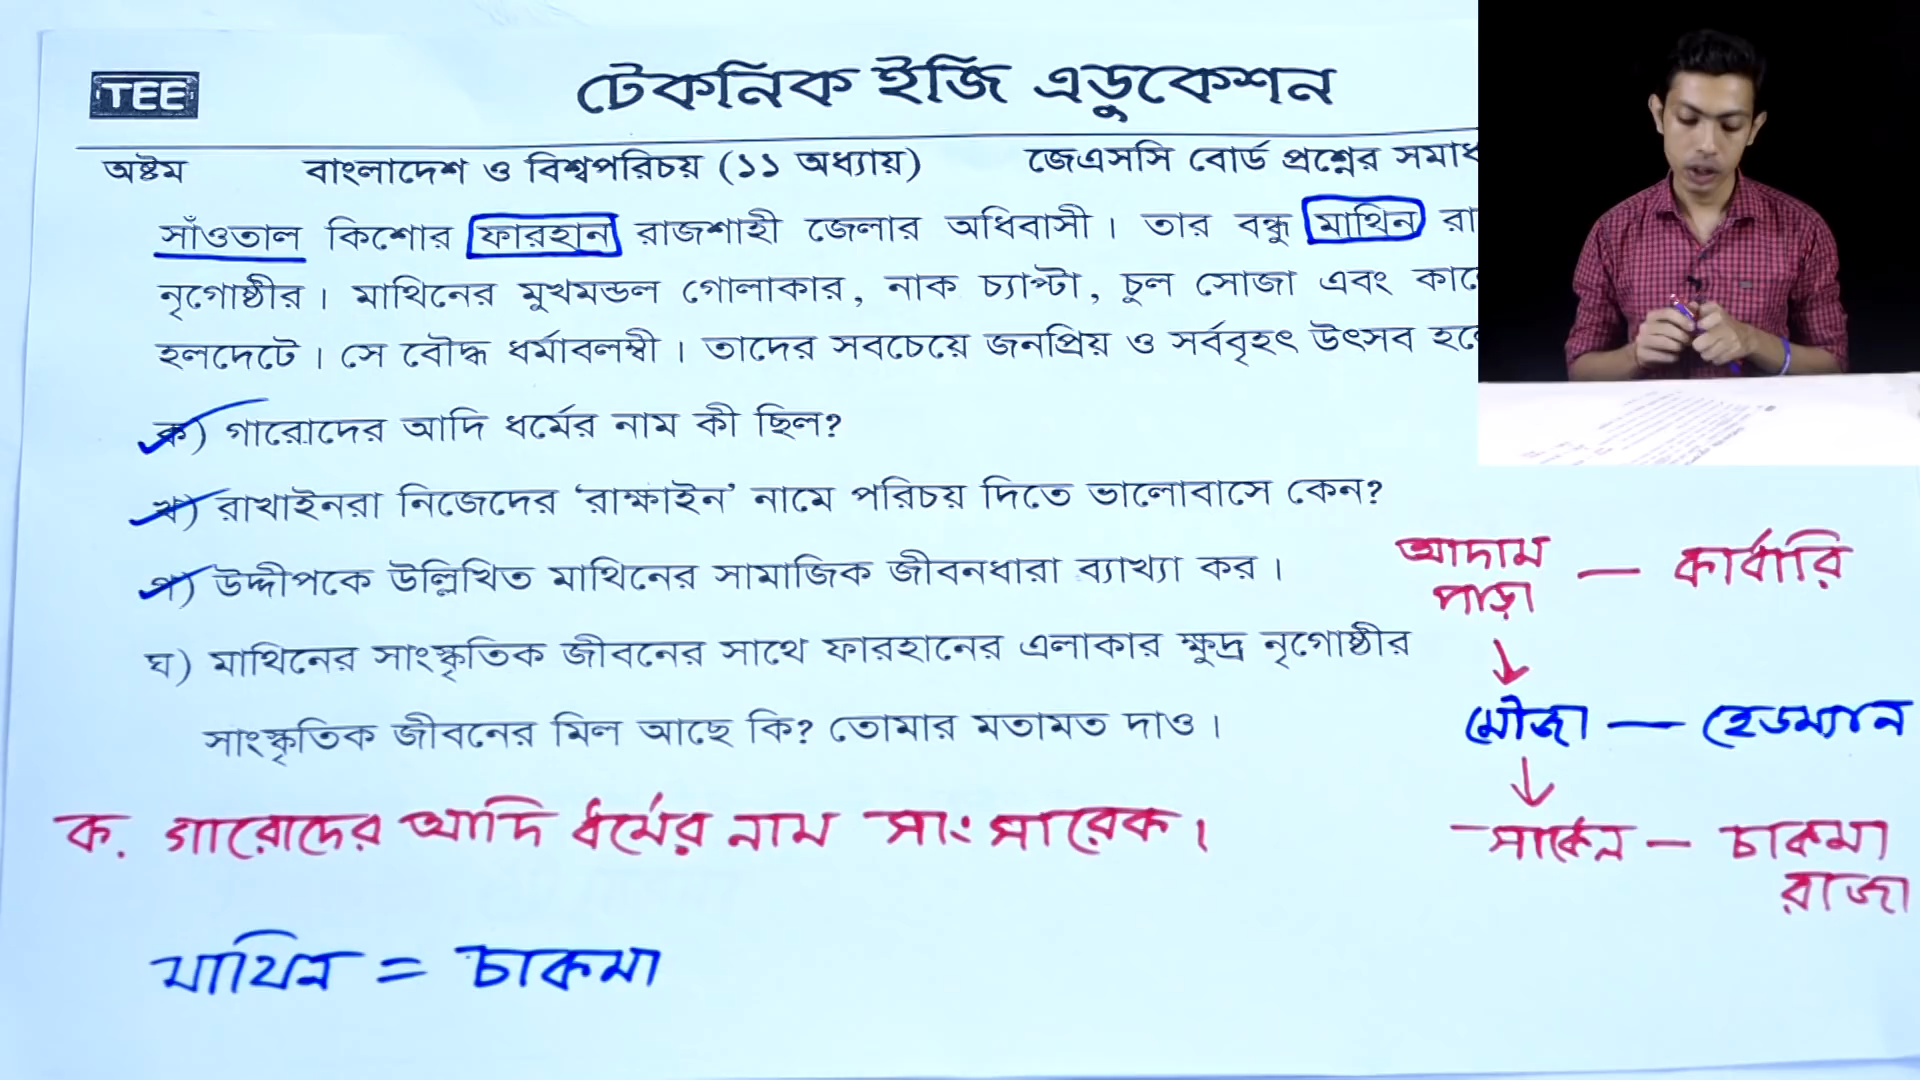 TEE
টেকনিক ইজি এডুকেশন
অষ্টম বাংলাদেশ ও বিশ্বপরিচয় (১১ অধ্যায়) জেএসসি বোর্ড প্রশ্নের
সাঁওতাল কিশোর ফারহান রাজশাহী জেলার অধিবাসী। তার বন্ধু মাথিন
নৃগোষ্ঠীর। মাথিনের মুখমন্ডল গোলাকার, নাক চ্যাপ্টা, চুল সোজা এবং
হলদেটে। সে বৌদ্ধ ধর্মাবলম্বী। তাদের সবচেয়ে জনপ্রিয় ও সর্ববৃহৎ উৎসব
ক) গারোদের আদি ধর্মের নাম কী ছিল?
খ) রাখাইনরা নিজেদের ‘রাক্ষাইন’ নামে পরিচয় দিতে ভালোবাসে কেন?
গ) উদ্দীপকে উল্লিখিত মাথিনের সামাজিক জীবনধারা ব্যাখ্যা কর।
ঘ) মাথিনের সাংস্কৃতিক জীবনের সাথে ফারহানের এলাকার ক্ষুদ্র নৃগোষ্ঠীর
সাংস্কৃতিক জীবনের মিল আছে কি? তোমার মতামত দাও।
ক. গারোদের আদি ধর্মের নাম সাংসারেক।
মাথিন = চাকমা
আদাম
পাড়া — কার্বারি
মৌজা — হেডম্যান
সার্কেল — চাকমা
রাজা